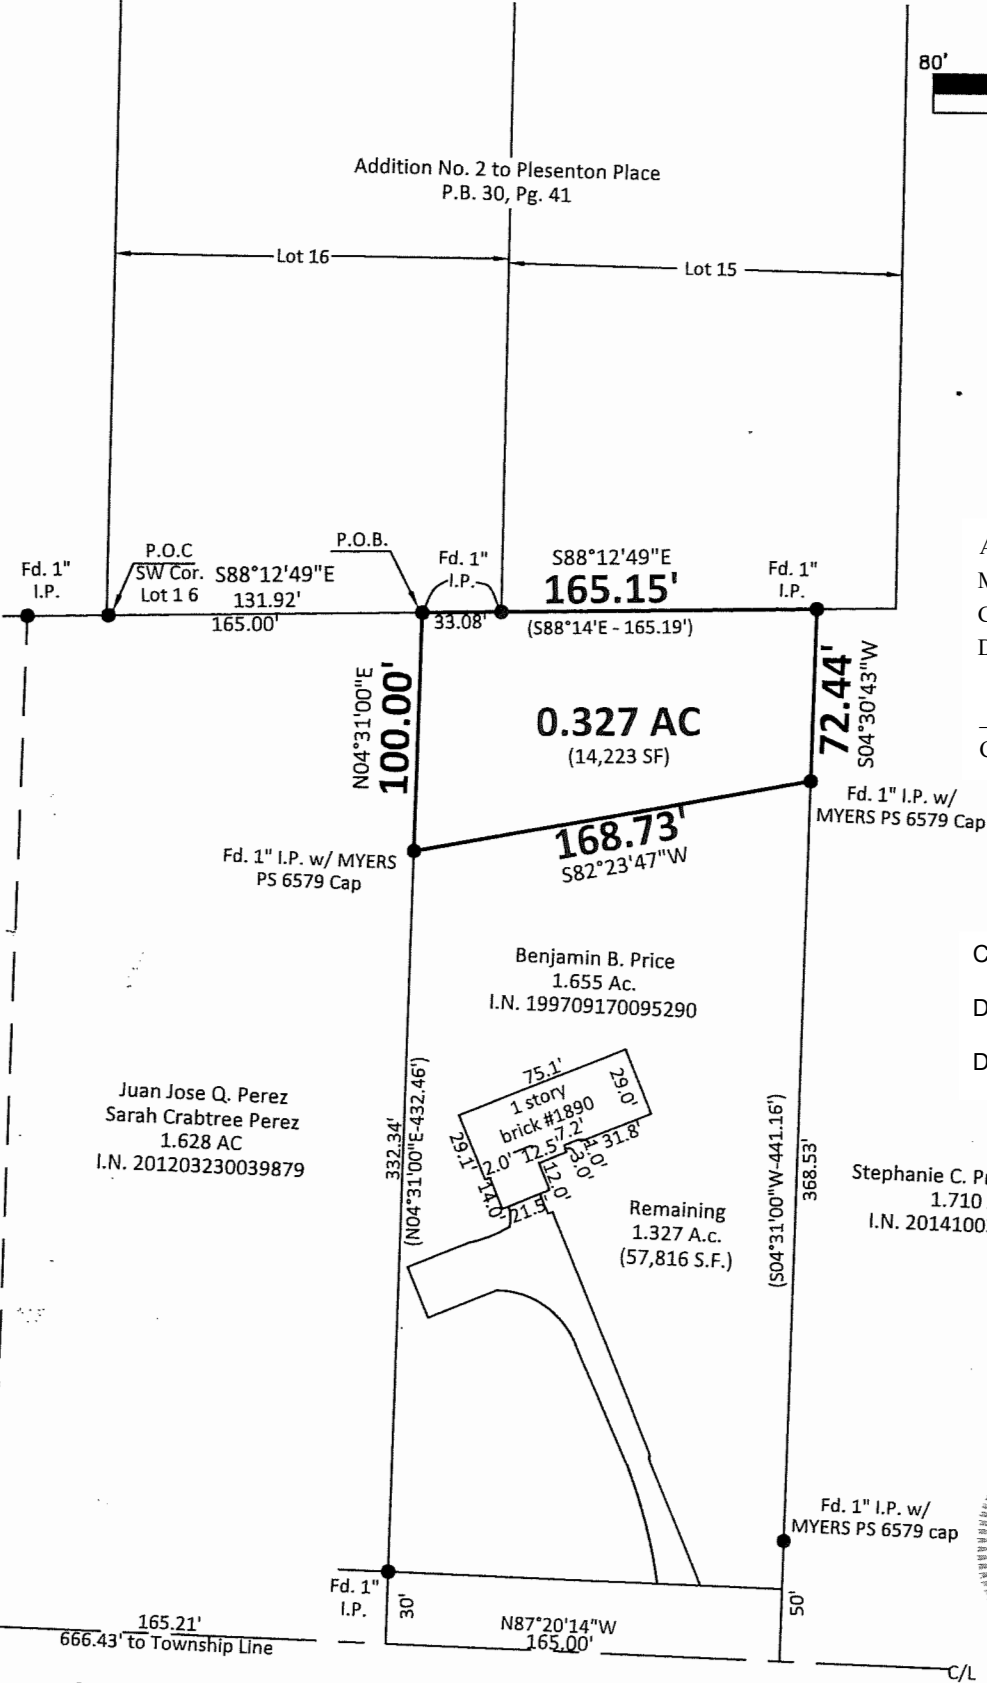 80'
Addition No. 2 to Plesenton Place
P.B. 30, Pg. 41
Lot 16
Lot 15
P.O.C
SW Cor.
Lot 1 6
P.O.B.
Fd. 1"
I.P.
S88°12'49"E
131.92'
165.00'
Fd. 1"
I.P.
33.08'
S88°12'49"E
165.15'
(S88°14'E - 165.19')
Fd. 1"
I.P.
N04°31'00"E
100.00'
0.327 AC
(14,223 SF)
72.44'
S04°30'43"W
Fd. 1" I.P. w/
MYERS PS 6579 Cap
168.73'
S82°23'47"W
Fd. 1" I.P. w/ MYERS
PS 6579 Cap
Benjamin B. Price
1.655 Ac.
I.N. 199709170095290
Juan Jose Q. Perez
Sarah Crabtree Perez
1.628 AC
I.N. 201203230039879
332.34'
(N04°31'00"E-432.46')
75.1'
29.0'
1 story
brick #1890
29.1'
2.0'
12.5'
7.2'
4.0'
3.0'
31.8'
14.0'
12.0'
21.5'
Remaining
1.327 A.c.
(57,816 S.F.)
(S04°31'00"W-441.16')
368.53'
Stephanie C. P
1.710
I.N. 2014100
Fd. 1" I.P. w/
MYERS PS 6579 cap
Fd. 1"
I.P.
30'
50'
N87°20'14"W
165.00'
165.21'
666.43' to Township Line
C/L
A
M
C
D
C
C
D
D